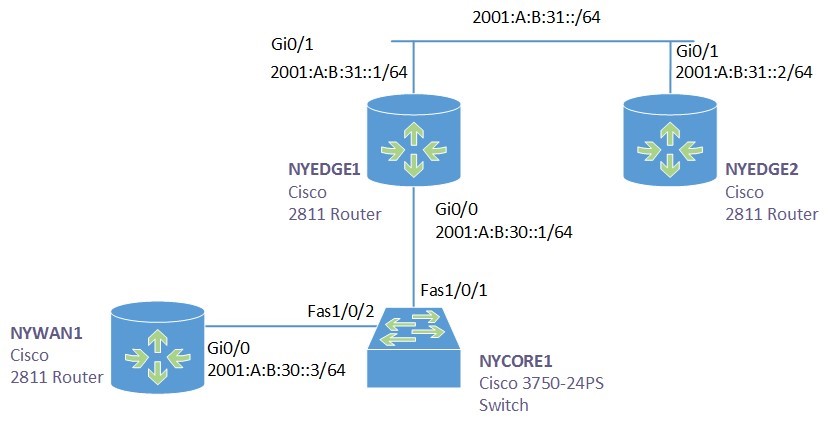 2001:A:B:31::/64
Gi0/1
2001:A:B:31::1/64
Gi0/1
2001:A:B:31::2/64
NYEDGE1
Cisco
2811 Router
NYEDGE2
Cisco
2811 Router
Gi0/0
2001:A:B:30::1/64
Fas1/0/1
Fas1/0/2
NYWAN1
Cisco
2811 Router
Gi0/0
2001:A:B:30::3/64
NYCORE1
Cisco 3750-24PS
Switch